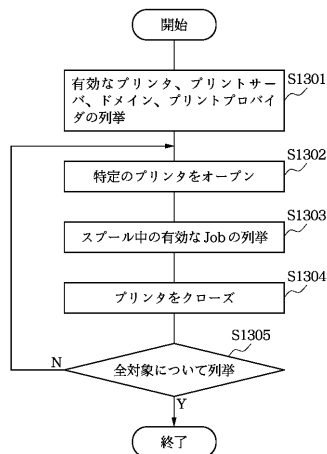 開始
有効なプリンタ、プリントサー
バ、ドメイン、プリントプロバイ
ダの列挙
S1301
特定のプリンタをオープン
S1302
スプール中の有効なJobの列挙
S1303
プリンタをクローズ
S1304
全対象について列挙
S1305
N
Y
終了